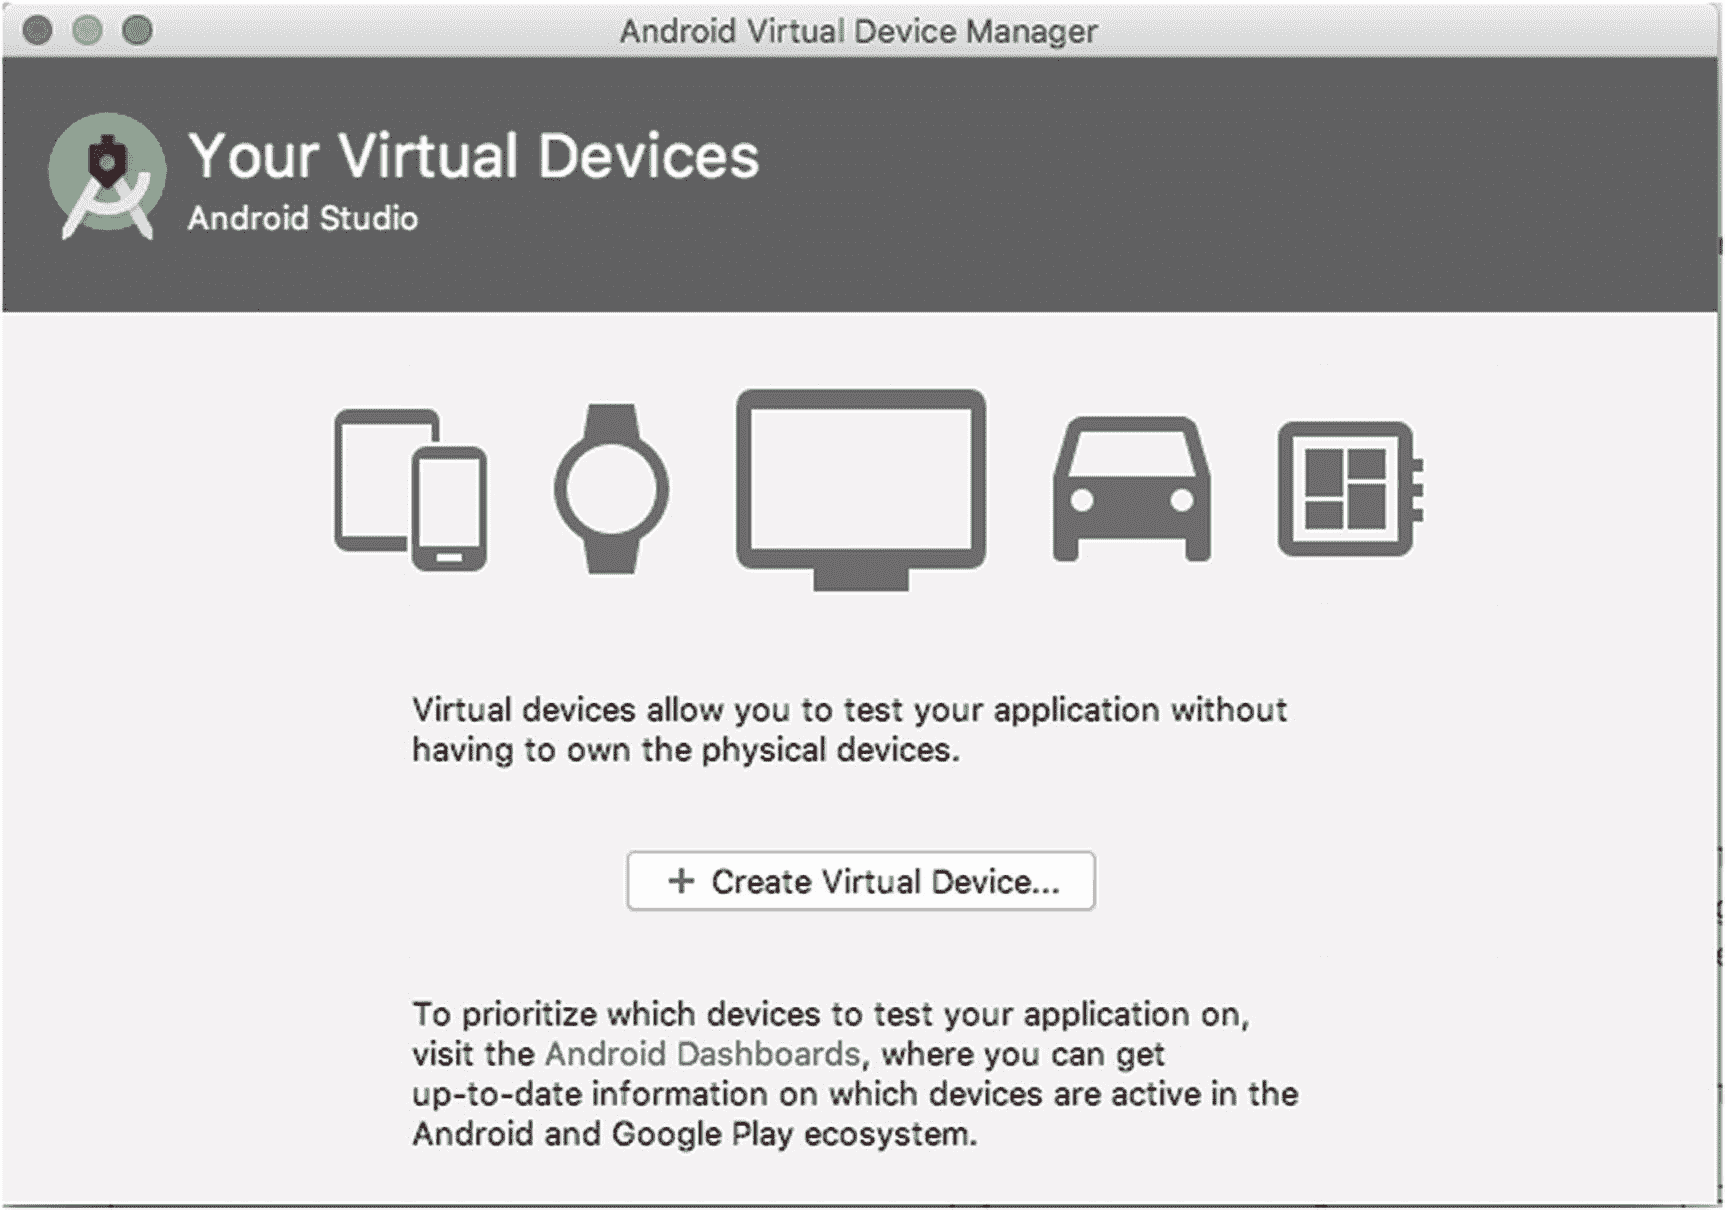 Android Virtual Device Manager
Your Virtual Devices
Android Studio
Virtual devices allow you to test your application without
having to own the physical devices.
+ Create Virtual Device...
To prioritize which devices to test your application on,
visit the Android Dashboards, where you can get
up-to-date information on which devices are active in the
Android and Google Play ecosystem.